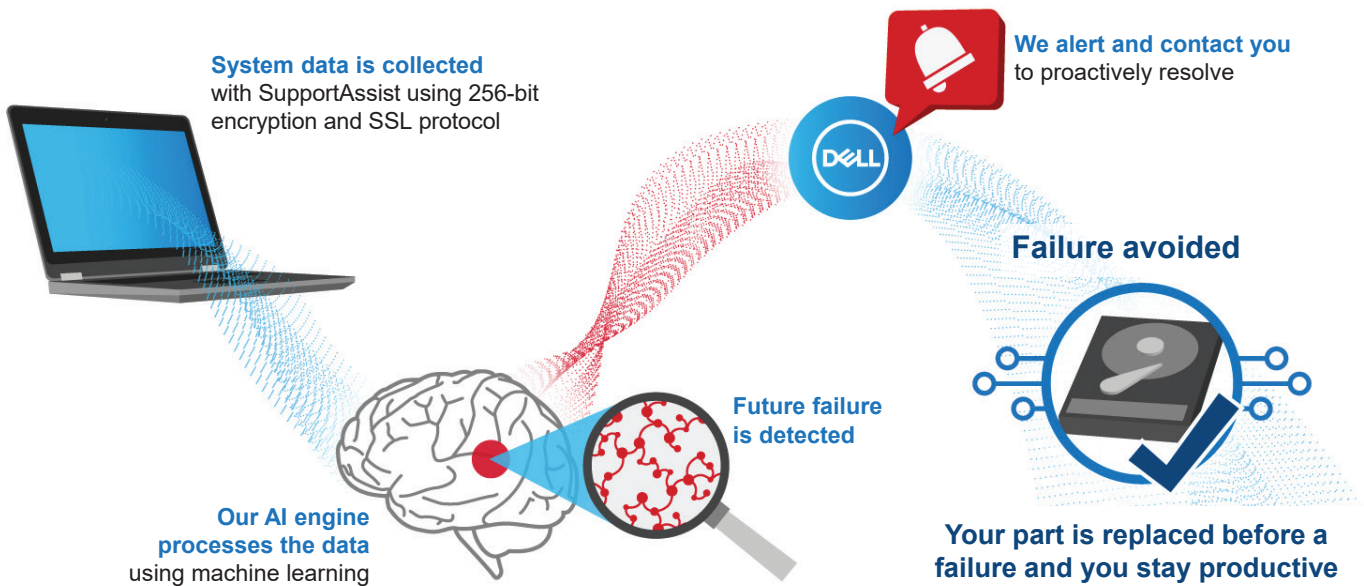 System data is collected
with SupportAssist using 256-bit
encryption and SSL protocol
Our AI engine
processes the data
using machine learning
Future failure
is detected
DELL
We alert and contact you
to proactively resolve
Failure avoided
Your part is replaced before a
failure and you stay productive